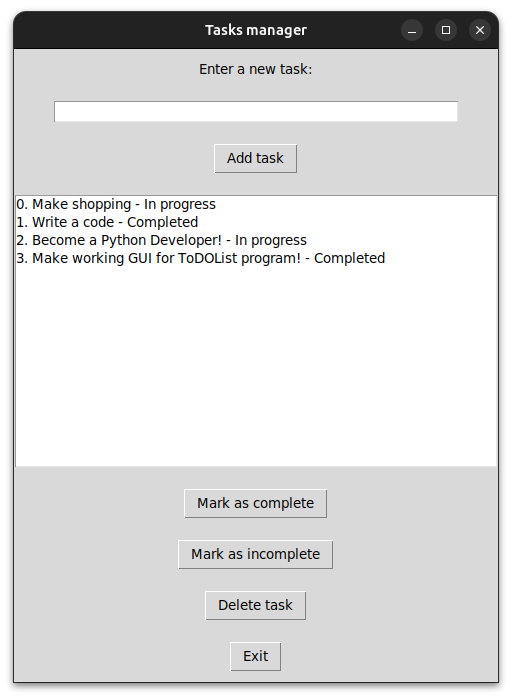 Tasks manager
Enter a new task:
Add task
0. Make shopping - In progress
1. Write a code - Completed
2. Become a Python Developer! - In progress
3. Make working GUI for ToDOList program! - Completed
Mark as complete
Mark as incomplete
Delete task
Exit